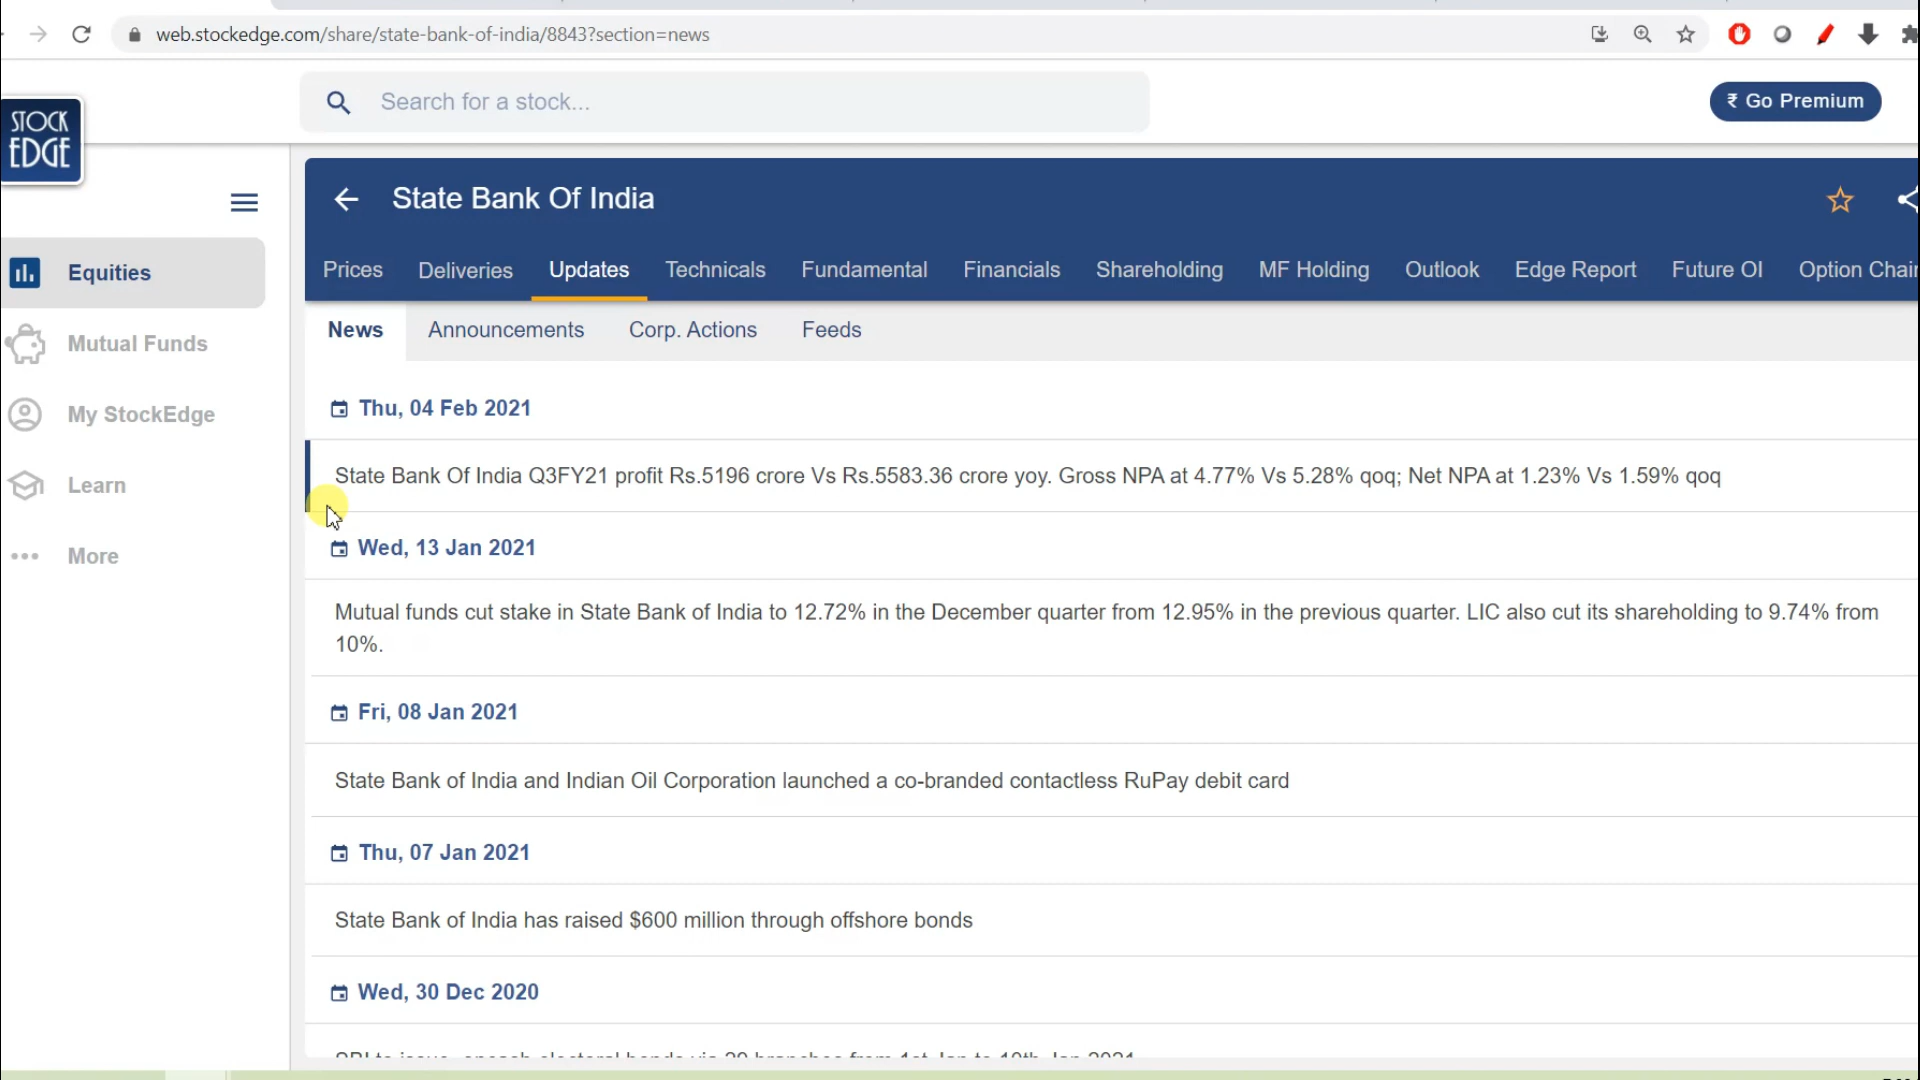 web.stockedge.com/share/state-bank-of-india/8843?section=news
Search for a stock...
₹ Go Premium
STOCK
EDGE
State Bank Of India
Prices Deliveries Updates Technicals Fundamental Financials Shareholding MF Holding Outlook Edge Report Future OI Option Chain
Equities
Mutual Funds
My StockEdge
Learn
More
News Announcements Corp. Actions Feeds
Thu, 04 Feb 2021
State Bank Of India Q3FY21 profit Rs.5196 crore Vs Rs.5583.36 crore yoy. Gross NPA at 4.77% Vs 5.28% qoq; Net NPA at 1.23% Vs 1.59% qoq
Wed, 13 Jan 2021
Mutual funds cut stake in State Bank of India to 12.72% in the December quarter from 12.95% in the previous quarter. LIC also cut its shareholding to 9.74% from
10%.
Fri, 08 Jan 2021
State Bank of India and Indian Oil Corporation launched a co-branded contactless RuPay debit card
Thu, 07 Jan 2021
State Bank of India has raised $600 million through offshore bonds
Wed, 30 Dec 2020